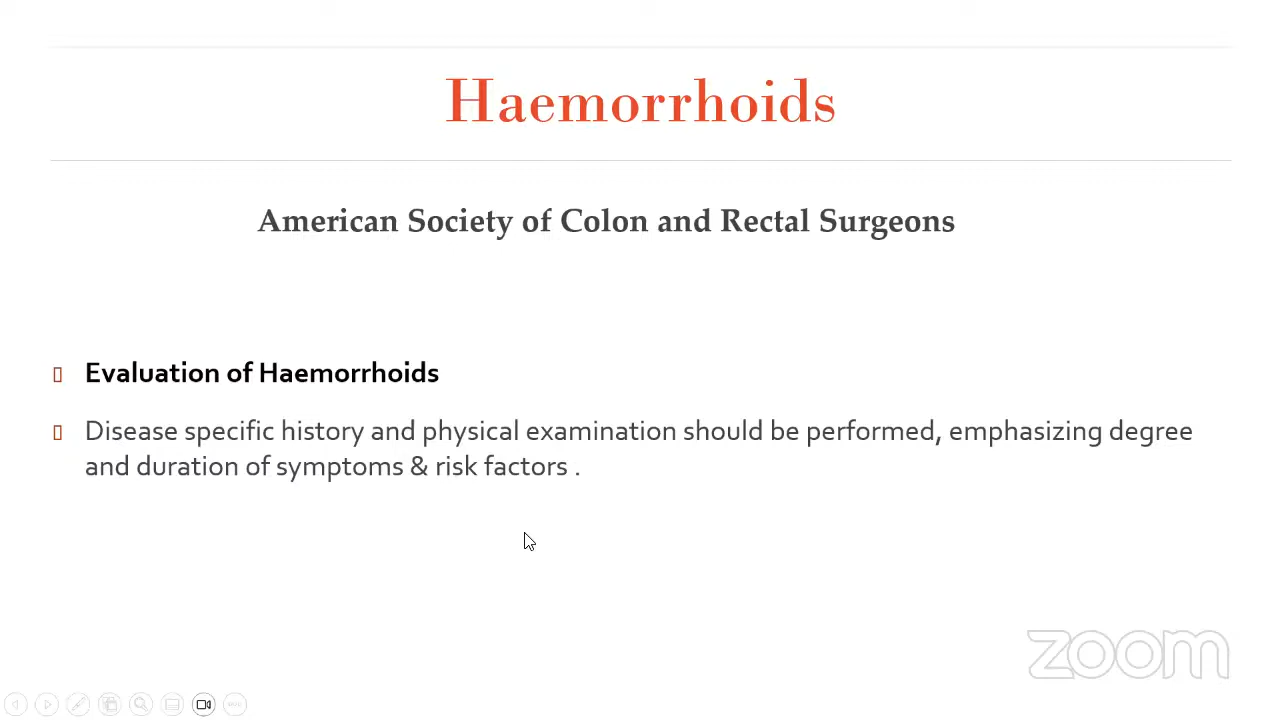 Haemorrhoids
American Society of Colon and Rectal Surgeons
Evaluation of Haemorrhoids
Disease specific history and physical examination should be performed, emphasizing degree
and duration of symptoms & risk factors .
zoom